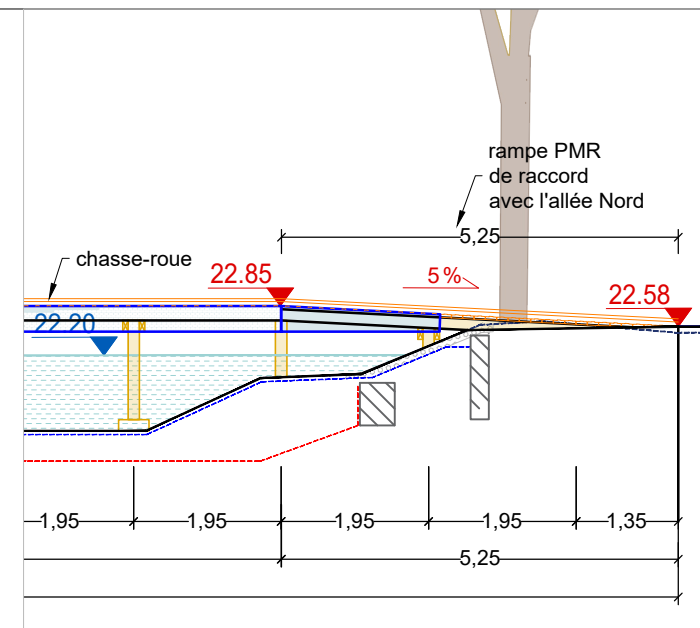 rampe PMR
de raccord
avec l'allée Nord
5,25
chasse-roue
22.85
5 %
22.58
22.20
1,95
1,95
1,95
1,95
1,35
5,25